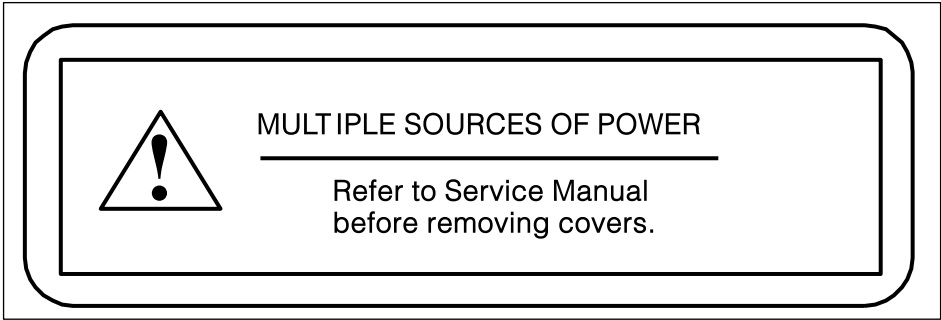 MULTIPLE SOURCES OF POWER
Refer to Service Manual
before removing covers.